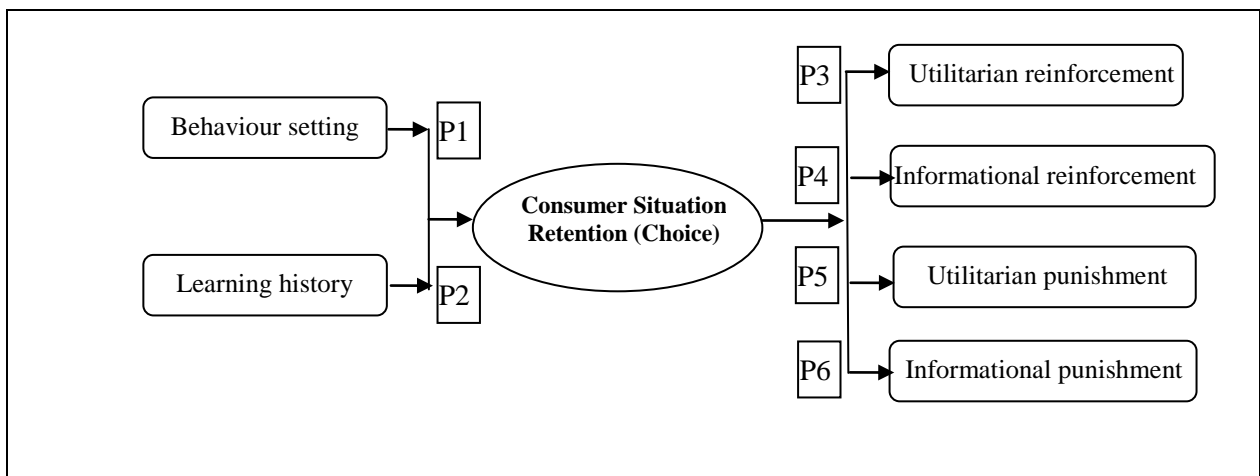 Behaviour setting
P1
Learning history
P2
Consumer Situation
Retention (Choice)
P3
Utilitarian reinforcement
P4
Informational reinforcement
P5
Utilitarian punishment
P6
Informational punishment